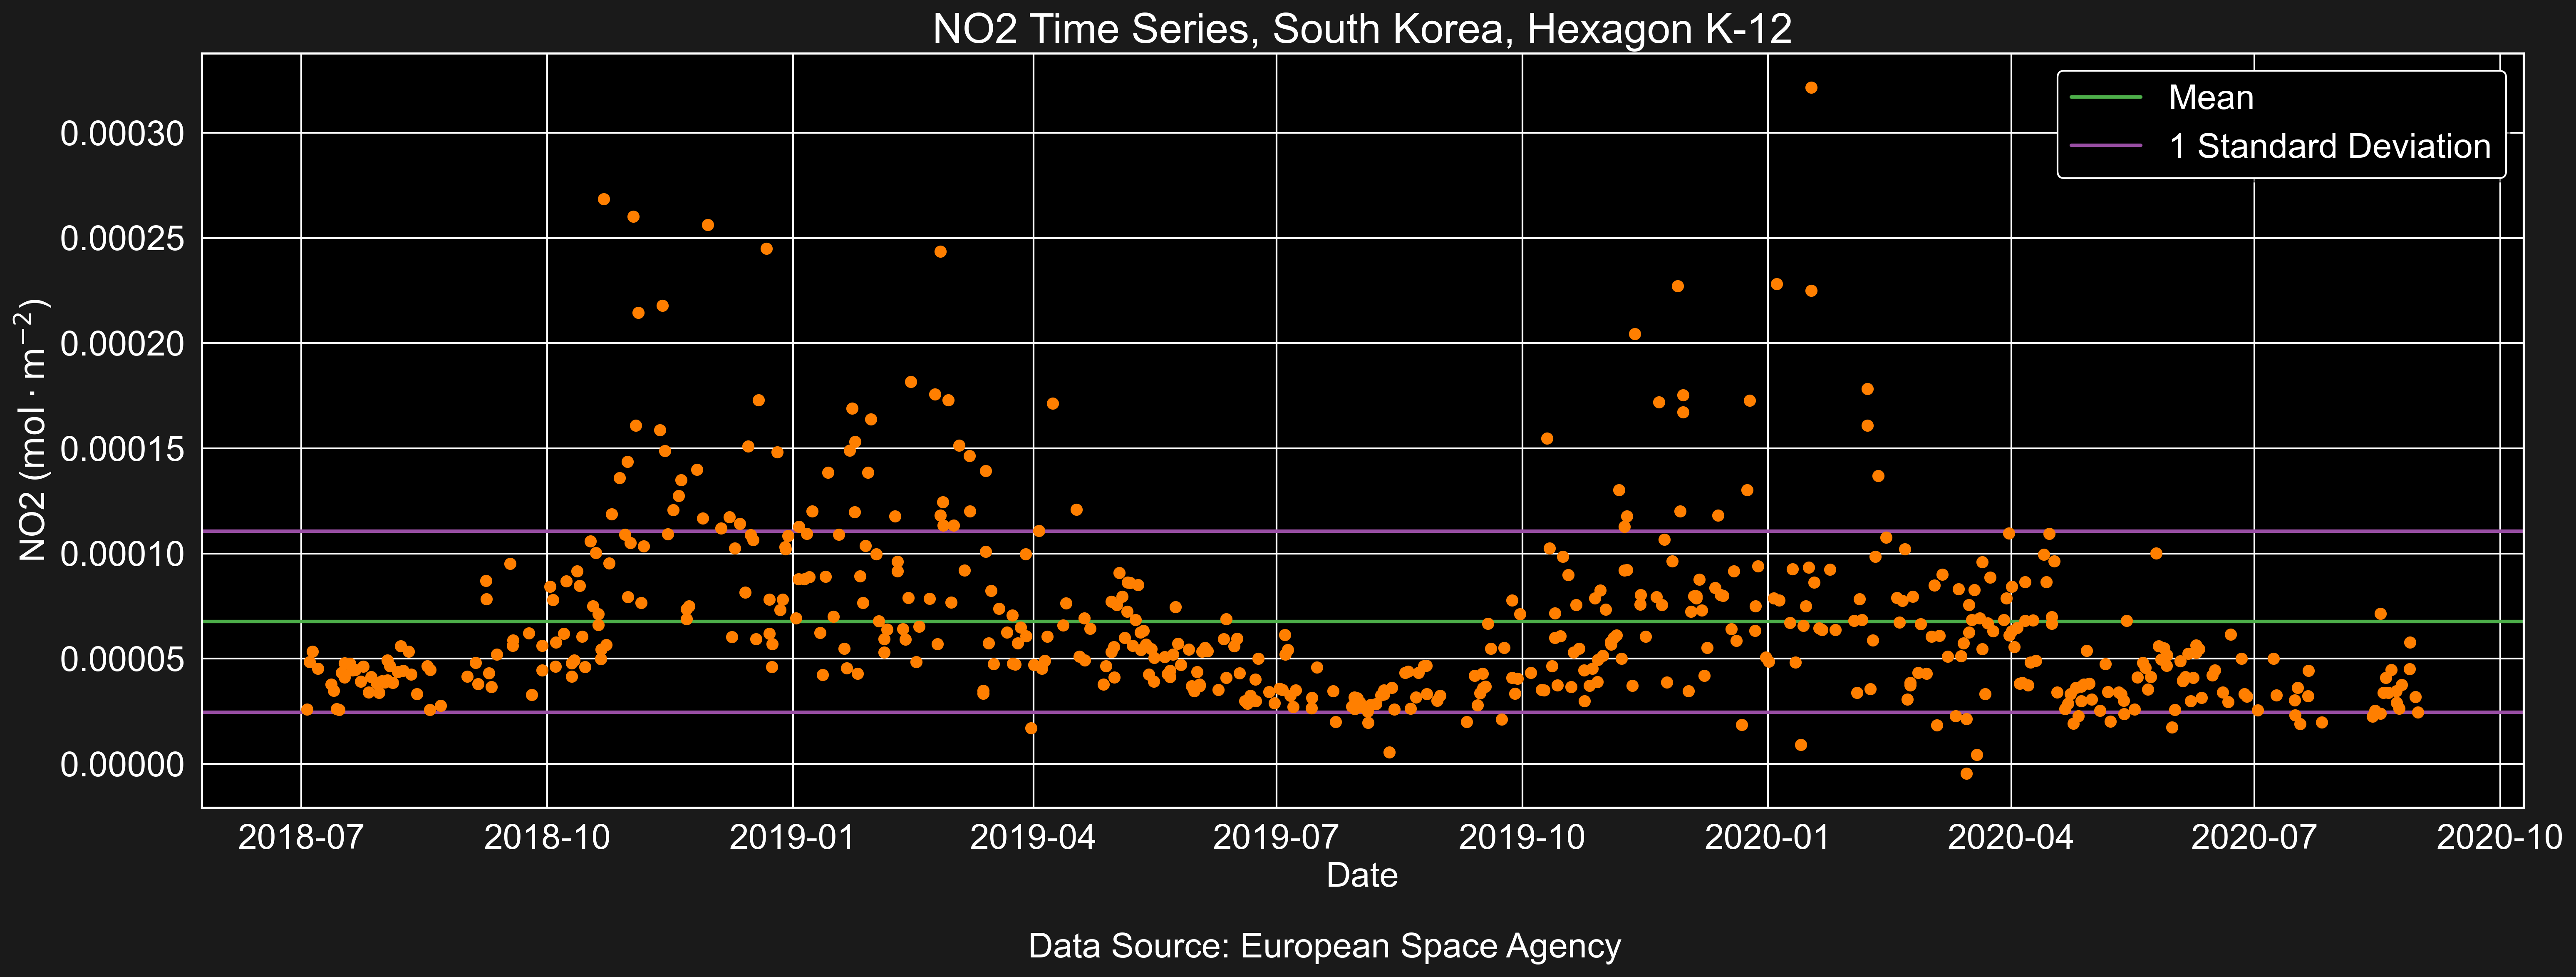 NO2 Time Series, South Korea, Hexagon K-12
Mean
1 Standard Deviation
NO2 (mol · m⁻²)
0.00030
0.00025
0.00020
0.00015
0.00010
0.00005
0.00000
2018-07 2018-10 2019-01 2019-04 2019-07 2019-10 2020-01 2020-04 2020-07 2020-10
Date
Data Source: European Space Agency